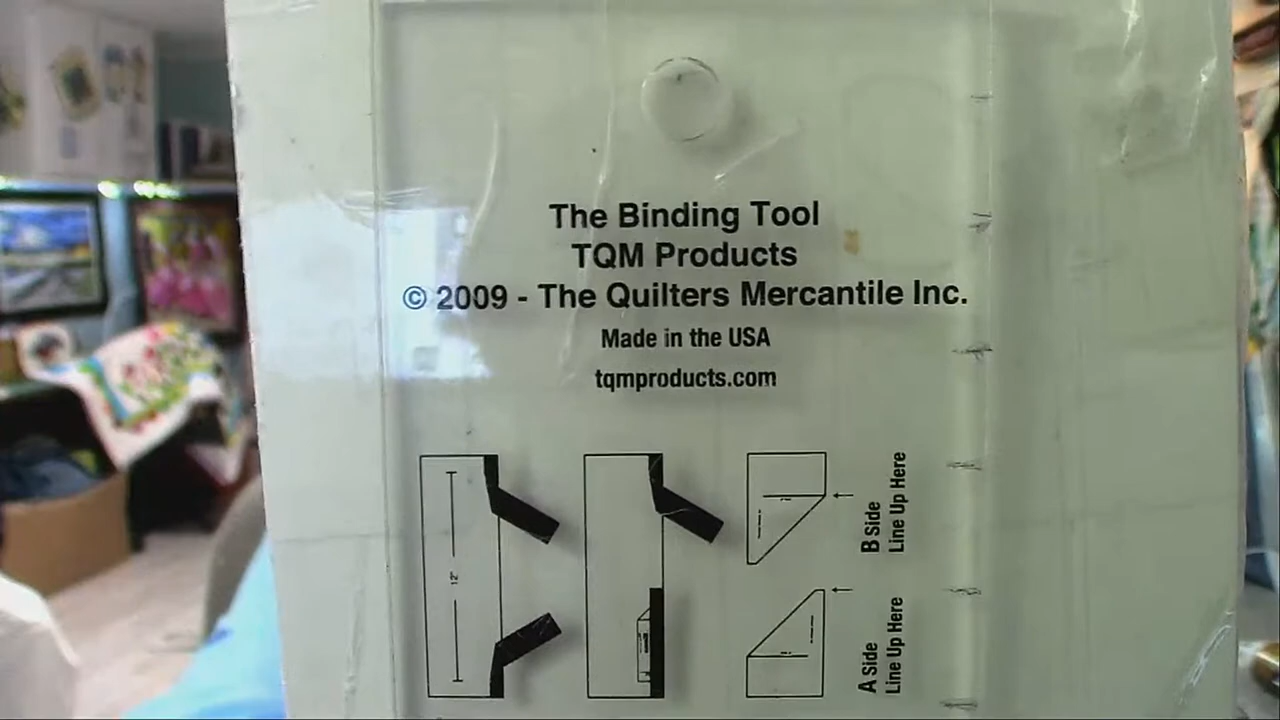 The Binding Tool
TQM Products
© 2009 - The Quilters Mercantile Inc.
Made in the USA
tqmproducts.com
12"
B Side
Line Up Here
A Side
Line Up Here